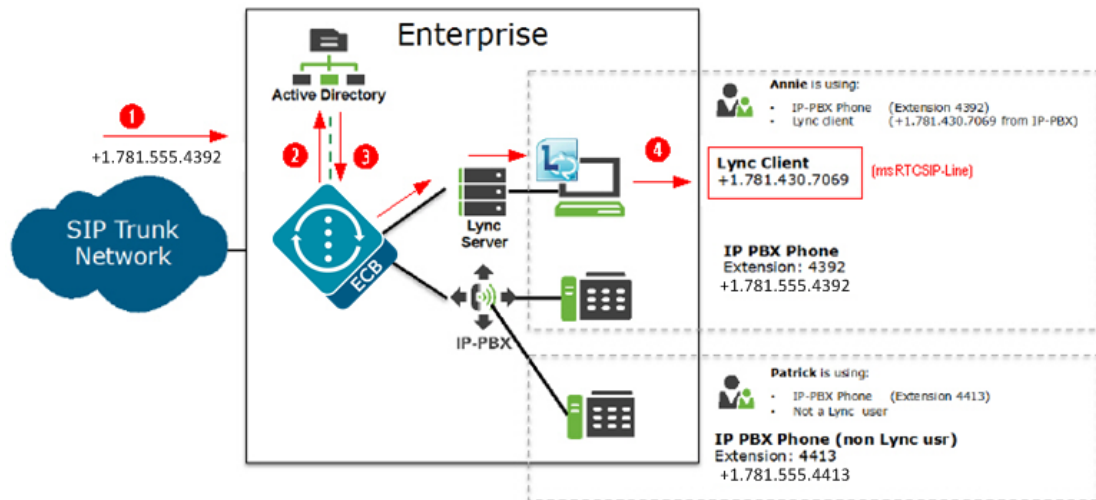 Enterprise
Active Directory
1
+1.781.555.4392
2
3
SIP Trunk
Network
ECB
Lync
Server
L
IP-PBX
4
Annie is using:
• IP-PBX Phone (Extension 4392)
• Lync client (+1.781.430.7069 from IP-PBX)
Lync Client
+1.781.430.7069
(msRTCSIP-Line)
IP PBX Phone
Extension: 4392
+1.781.555.4392
Patrick is using:
• IP-PBX Phone (Extension 4413)
• Not a Lync user
IP PBX Phone (non Lync usr)
Extension: 4413
+1.781.555.4413